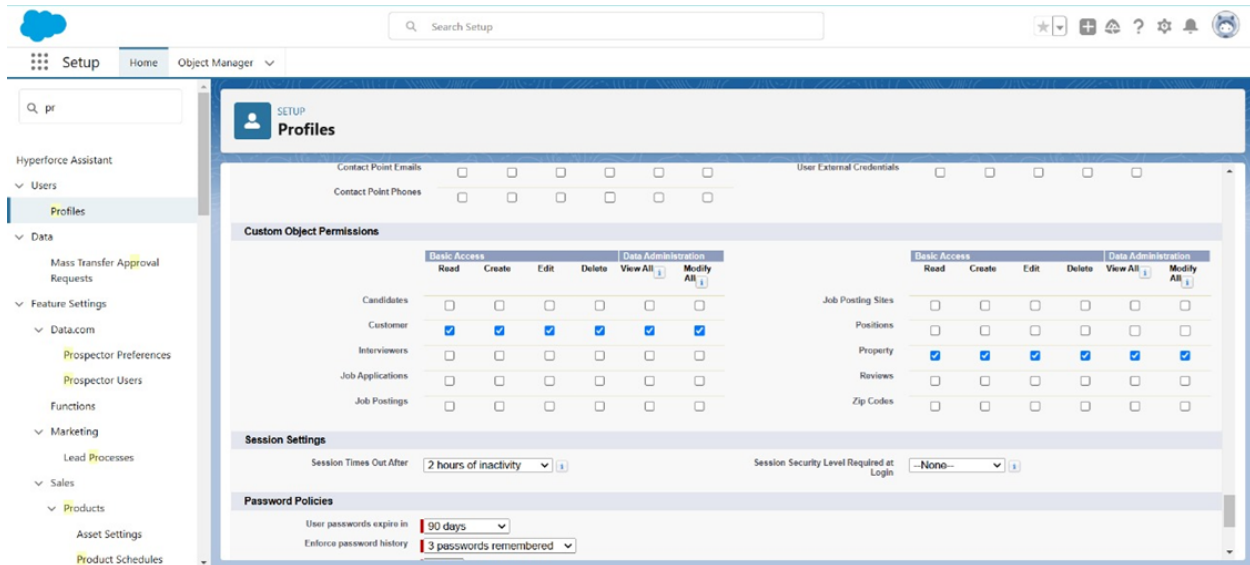 Search Setup
Setup
Home
Object Manager
pr
Hyperforce Assistant
Users
Profiles
Data
Mass Transfer Approval
Requests
Feature Settings
Data.com
Prospector Preferences
Prospector Users
Functions
Marketing
Lead Processes
Sales
Products
Asset Settings
Product Schedules
SETUP
Profiles
Contact Point Emails
User External Credentials
Contact Point Phones
Custom Object Permissions
Basic Access Data Administration
Read Create Edit Delete View All Modify
All
Candidates
Customer
Interviewers
Job Applications
Job Postings
Basic Access Data Administration
Read Create Edit Delete View All Modify
All
Job Posting Sites
Positions
Property
Reviews
Zip Codes
Session Settings
Session Times Out After 2 hours of inactivity
Session Security Level Required at
Login
--None--
Password Policies
User passwords expire in 90 days
Enforce password history 3 passwords remembered